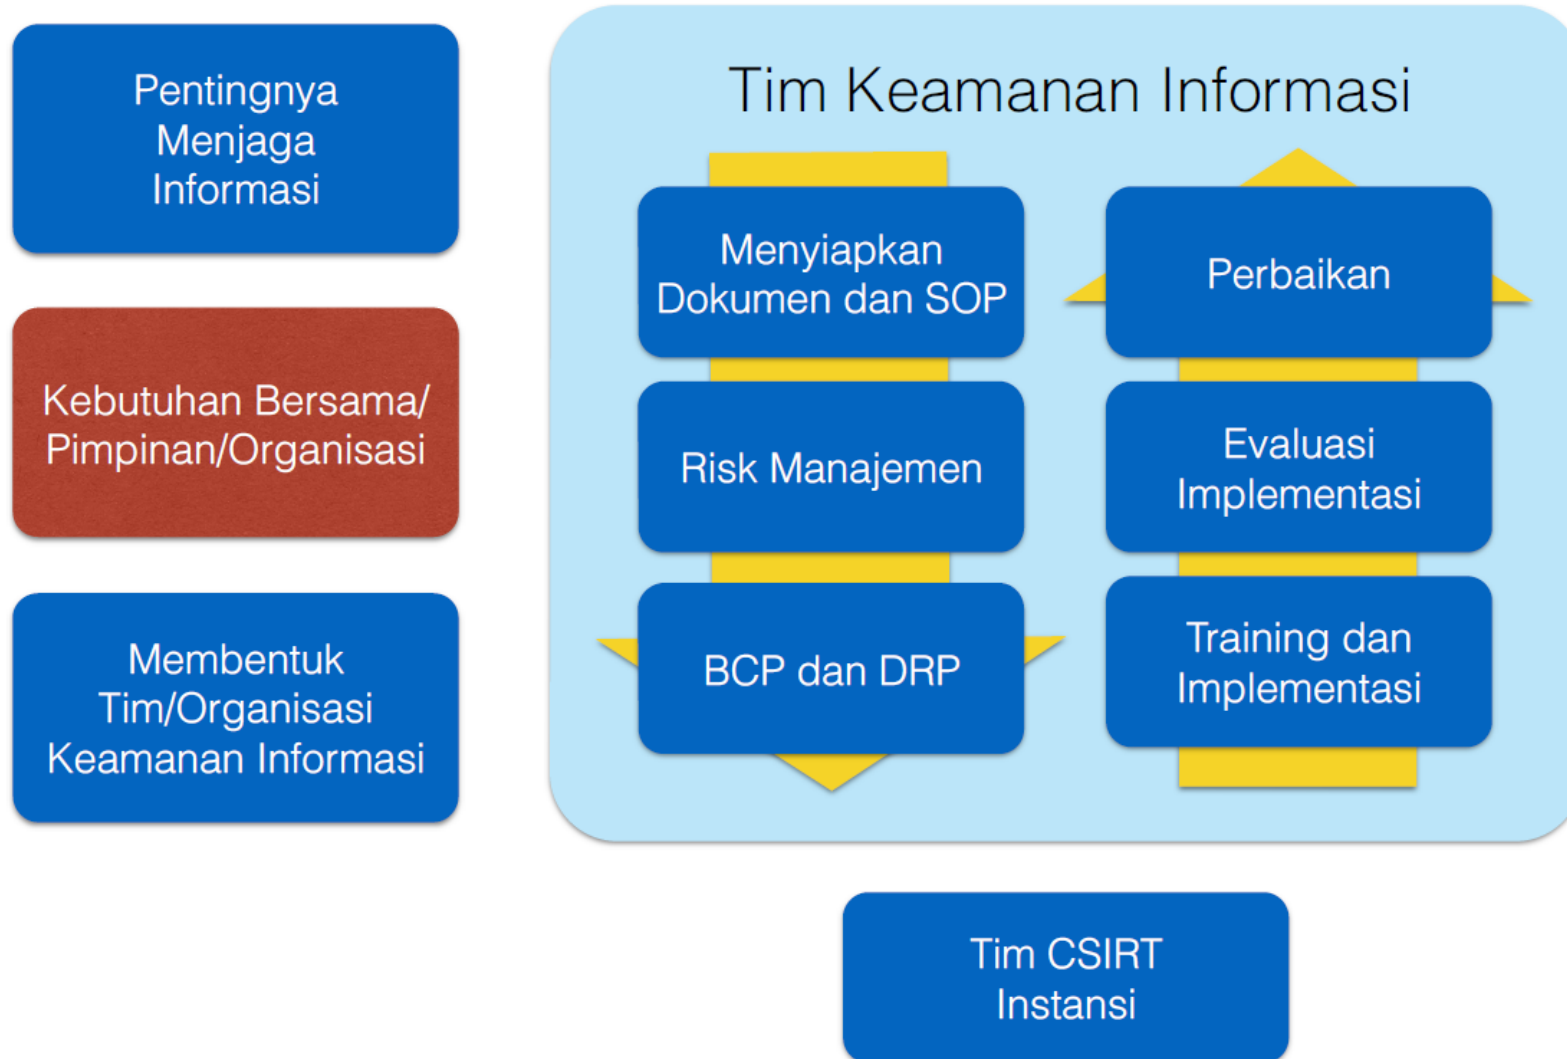 Pentingnya
Menjaga
Informasi
Kebutuhan Bersama/
Pimpinan/Organisasi
Membentuk
Tim/Organisasi
Keamanan Informasi
Tim Keamanan Informasi
Menyiapkan
Dokumen dan SOP
Risk Manajemen
BCP dan DRP
Perbaikan
Evaluasi
Implementasi
Training dan
Implementasi
Tim CSIRT
Instansi